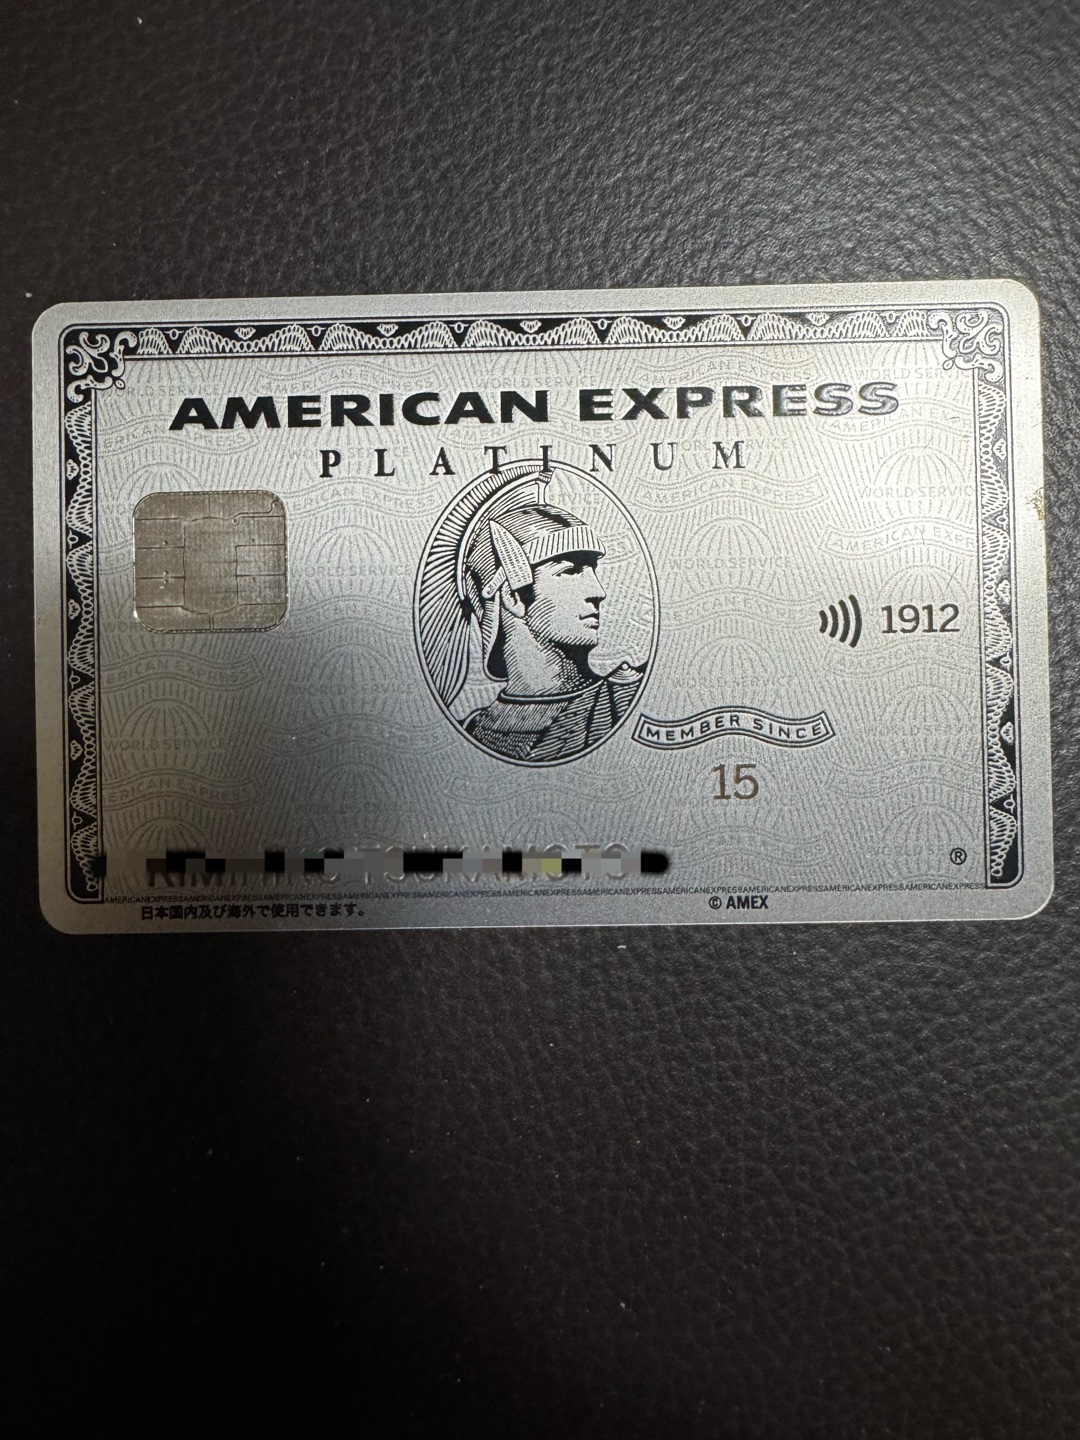 AMERICAN EXPRESS
PLATINUM
1912
MEMBER SINCE
15
®
AMERICANEXPRESSAMERICANEXPRESSAMERICANEXPRESSAMERICANEXPRESSAMERICANEXPRESSAMERICANEXPRESSAMERICANEXPRESSAMERICANEXPRESSAMERICANEXPRESS
日本国内及び海外で使用できます。
© AMEX